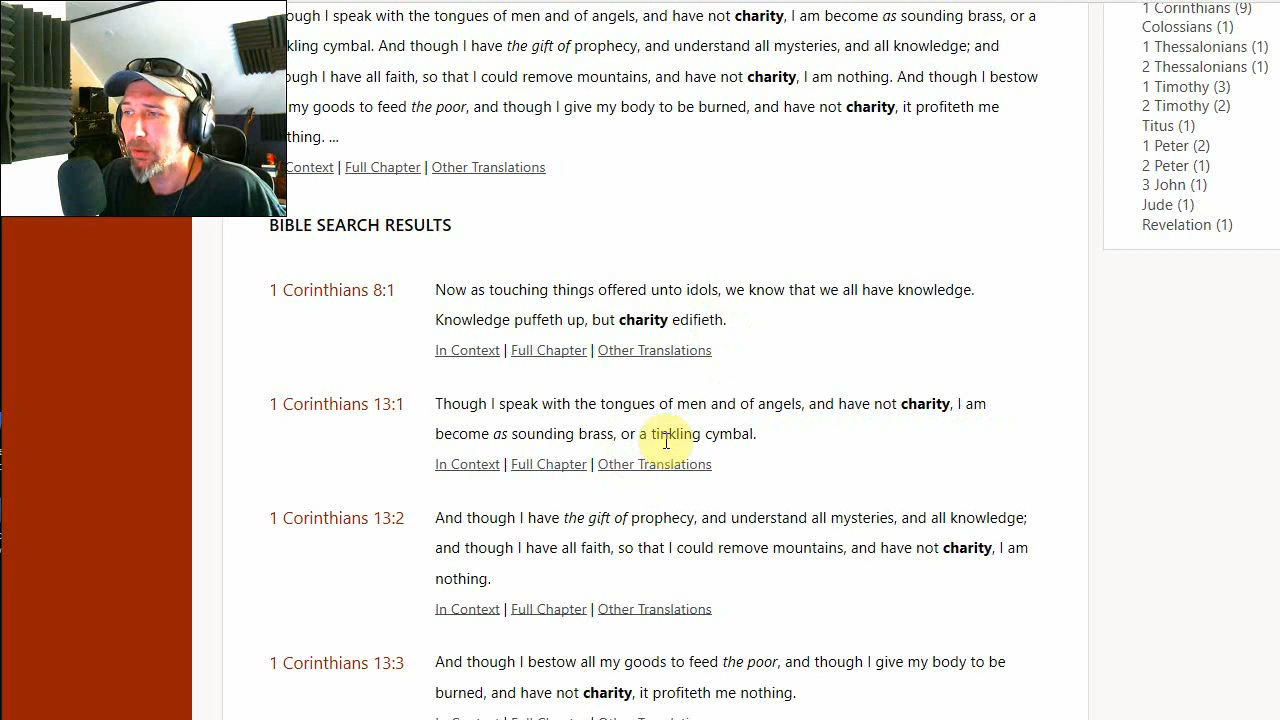 ough I speak with the tongues of men and of angels, and have not charity, I am become as sounding brass, or a
kling cymbal. And though I have the gift of prophecy, and understand all mysteries, and all knowledge; and
ough I have all faith, so that I could remove mountains, and have not charity, I am nothing. And though I bestow
my goods to feed the poor, and though I give my body to be burned, and have not charity, it profiteth me
thing. ...
Context | Full Chapter | Other Translations
BIBLE SEARCH RESULTS
1 Corinthians 8:1
Now as touching things offered unto idols, we know that we all have knowledge.
Knowledge puffeth up, but charity edifieth.
In Context | Full Chapter | Other Translations
1 Corinthians 13:1
Though I speak with the tongues of men and of angels, and have not charity, I am
become as sounding brass, or a tinkling cymbal.
In Context | Full Chapter | Other Translations
1 Corinthians 13:2
And though I have the gift of prophecy, and understand all mysteries, and all knowledge;
and though I have all faith, so that I could remove mountains, and have not charity, I am
nothing.
In Context | Full Chapter | Other Translations
1 Corinthians 13:3
And though I bestow all my goods to feed the poor, and though I give my body to be
burned, and have not charity, it profiteth me nothing.
In Context | Full Chapter | Other Translations
1 Corinthians (9)
Colossians (1)
1 Thessalonians (1)
2 Thessalonians (1)
1 Timothy (3)
2 Timothy (2)
Titus (1)
1 Peter (2)
2 Peter (1)
3 John (1)
Jude (1)
Revelation (1)